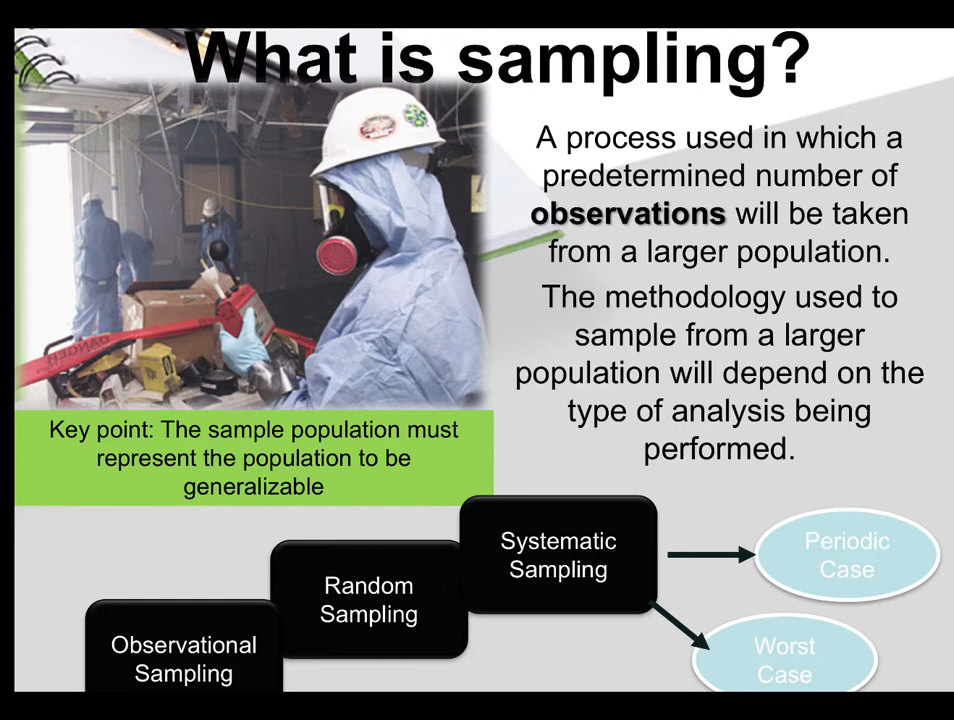 What is sampling?
A process used in which a
predetermined number of
observations will be taken
from a larger population.
The methodology used to
sample from a larger
population will depend on the
type of analysis being
performed.
DANGER
Key point: The sample population must
represent the population to be
generalizable
Systematic
Sampling
Periodic
Case
Random
Sampling
Observational
Sampling
Worst
Case